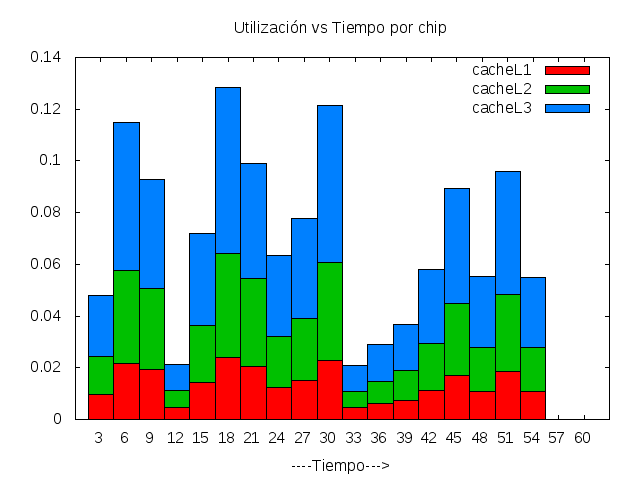 Utilización vs Tiempo por chip
0.14
0.12
0.1
0.08
0.06
0.04
0.02
0
cacheL1
cacheL2
cacheL3
3 6 9 12 15 18 21 24 27 30 33 36 39 42 45 48 51 54 57 60
----Tiempo--->